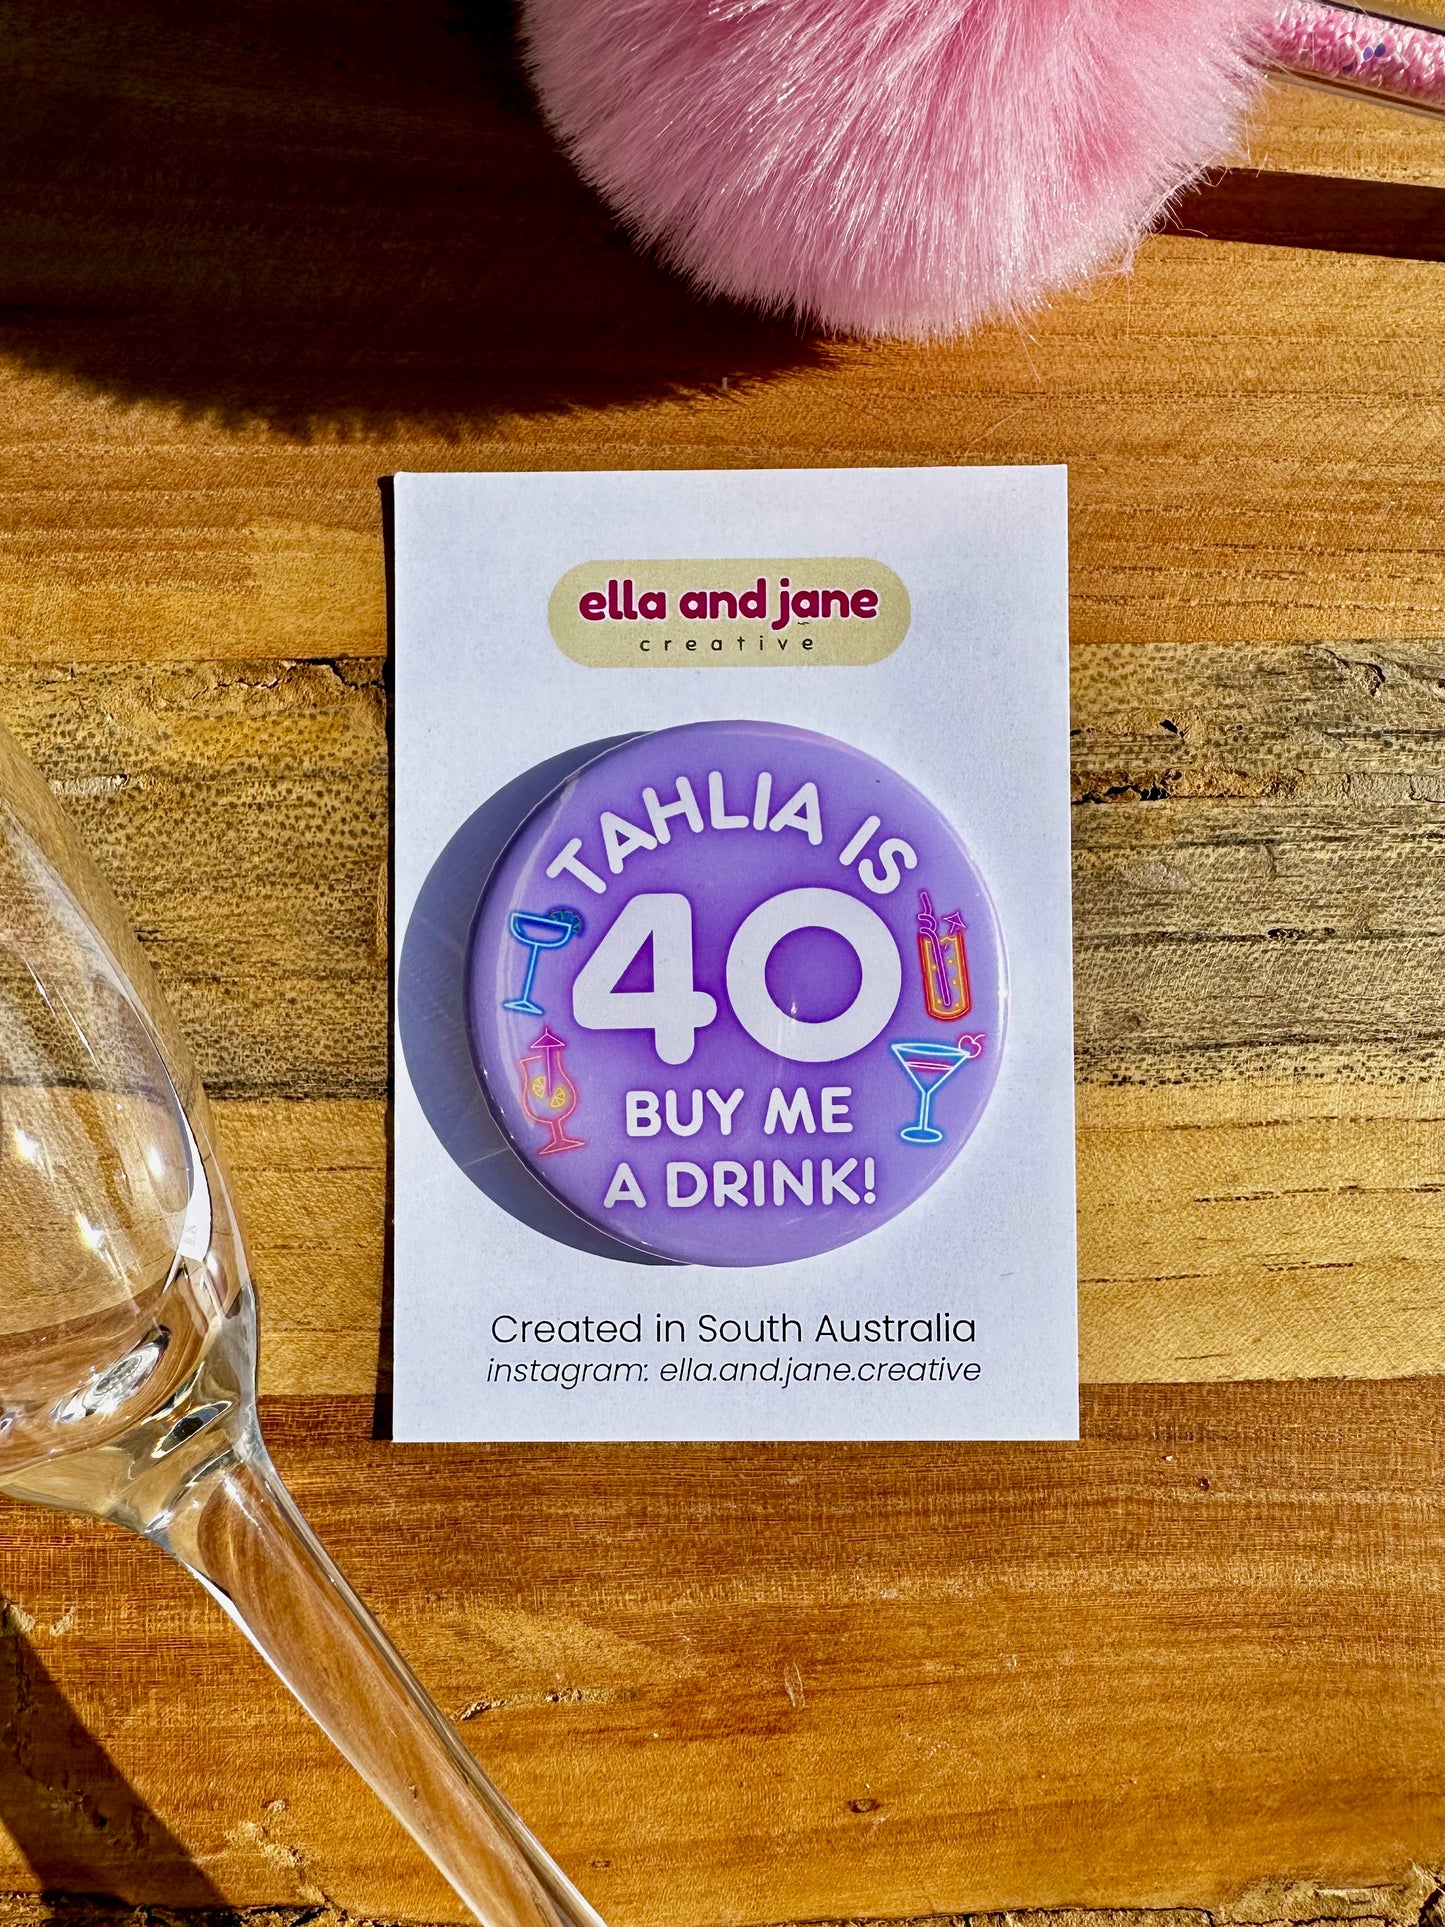 ella and jane
creative
TAHLIA IS
40
BUY ME
A DRINK!
Created in South Australia
instagram: ella.and.jane.creative